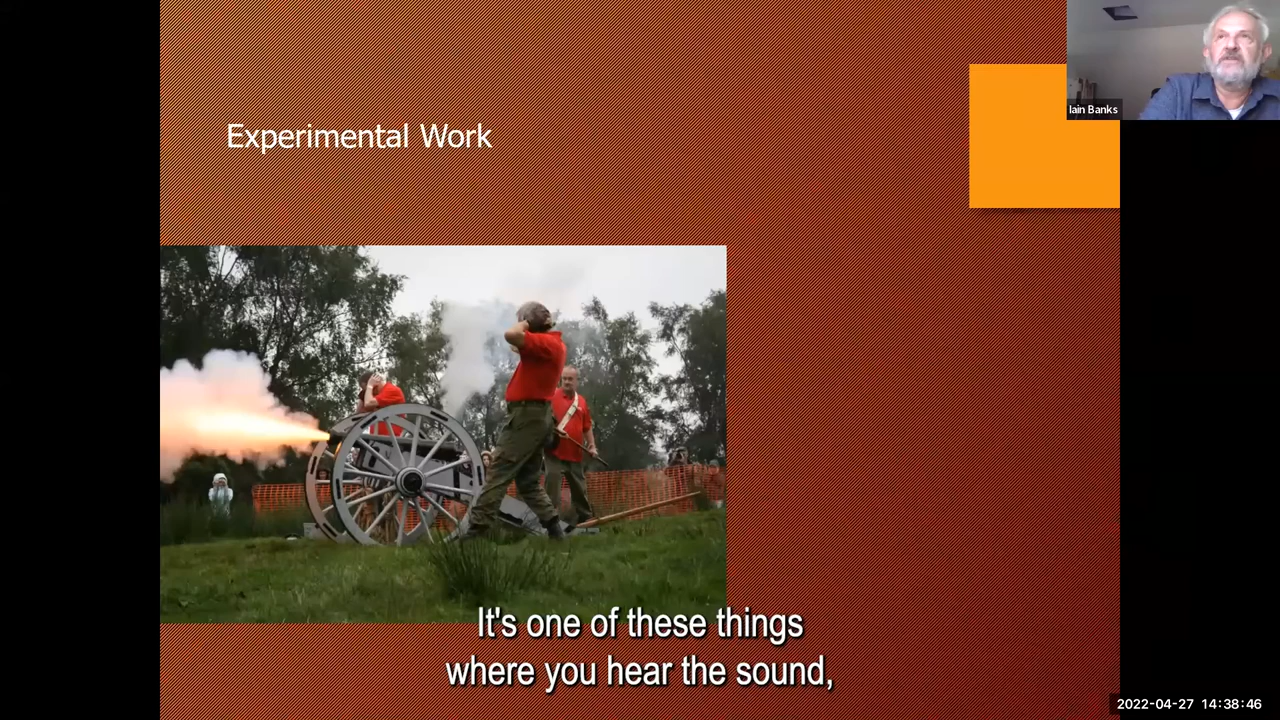 Iain Banks
Experimental Work
It's one of these things
where you hear the sound,
2022-04-27 14:38:46